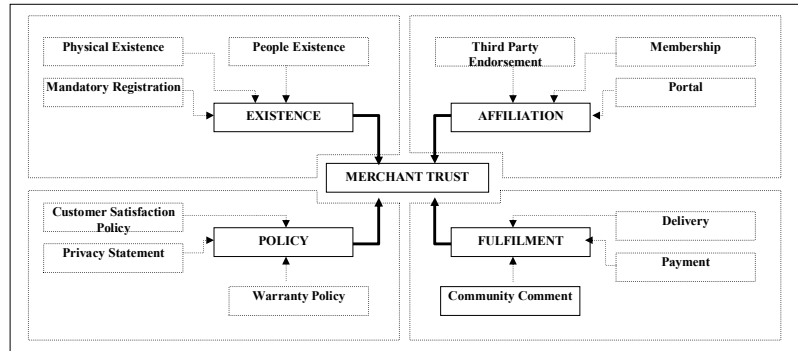 Physical Existence
People Existence
Mandatory Registration
EXISTENCE
Third Party
Endorsement
Membership
Portal
AFFILIATION
MERCHANT TRUST
Customer Satisfaction
Policy
Privacy Statement
POLICY
Warranty Policy
Delivery
FULFILMENT
Payment
Community Comment